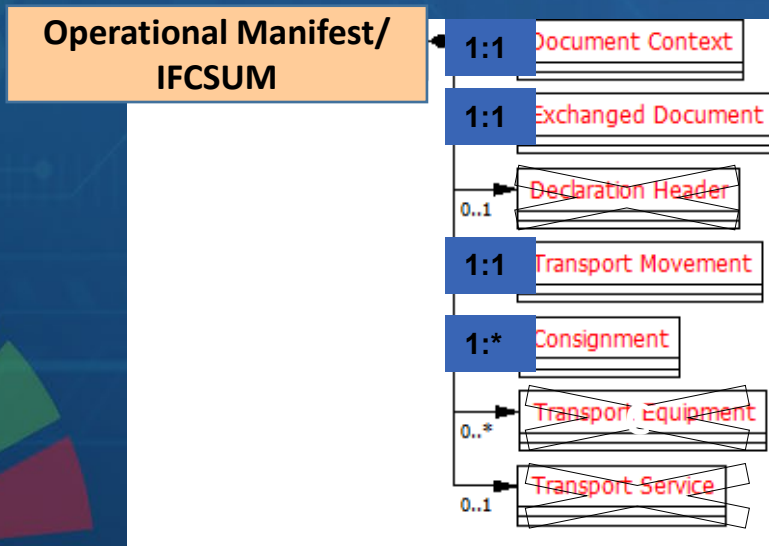 Operational Manifest/
IFCSUM
1:1 Document Context
1:1 Exchanged Document
Declaration Header
0..1
1:1 Transport Movement
1:* Consignment
Transport Equipment
0..*
Transport Service
0..1